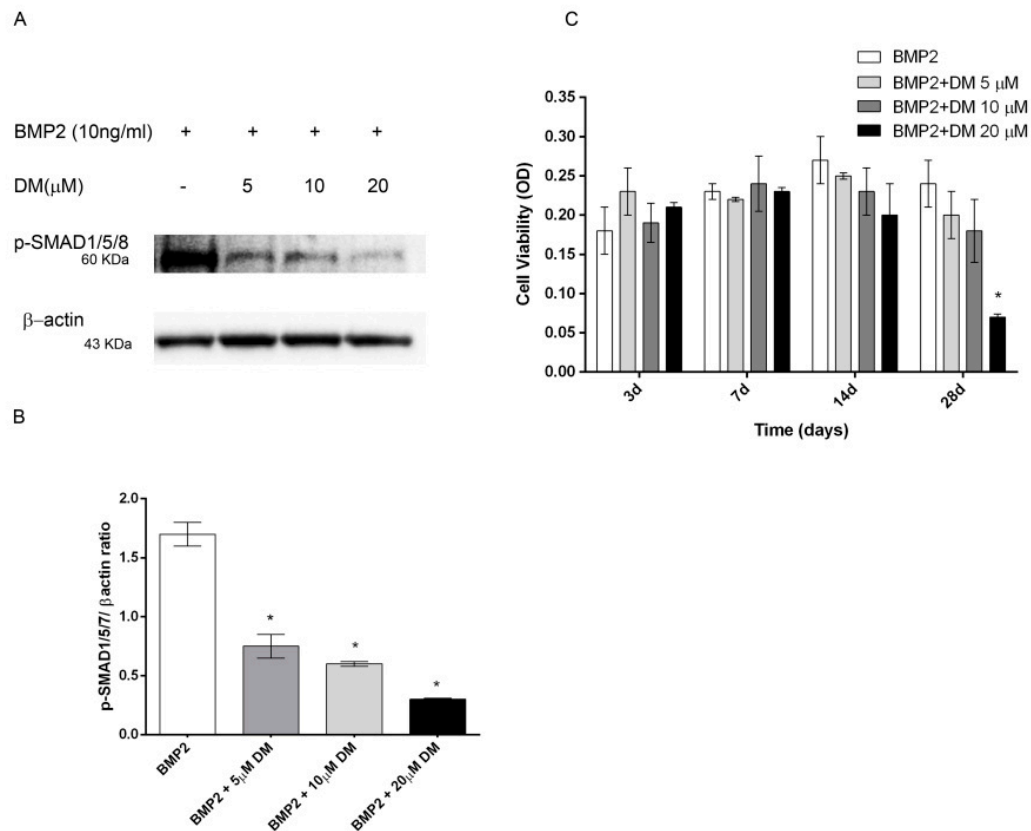 A
BMP2 (10ng/ml) + + + +
DM(μM) - 5 10 20
p-SMAD1/5/8
60 KDa
β–actin
43 KDa
B
p-SMAD1/5/7/ βactin ratio
2.0
1.5
1.0
0.5
0.0
* * *
BMP2
BMP2 + 5μM DM
BMP2 + 10μM DM
BMP2 + 20μM DM
C
BMP2
BMP2+DM 5 μM
BMP2+DM 10 μM
BMP2+DM 20 μM
Cell Viability (OD)
0.35
0.30
0.25
0.20
0.15
0.10
0.05
0.00
*
3d 7d 14d 28d
Time (days)